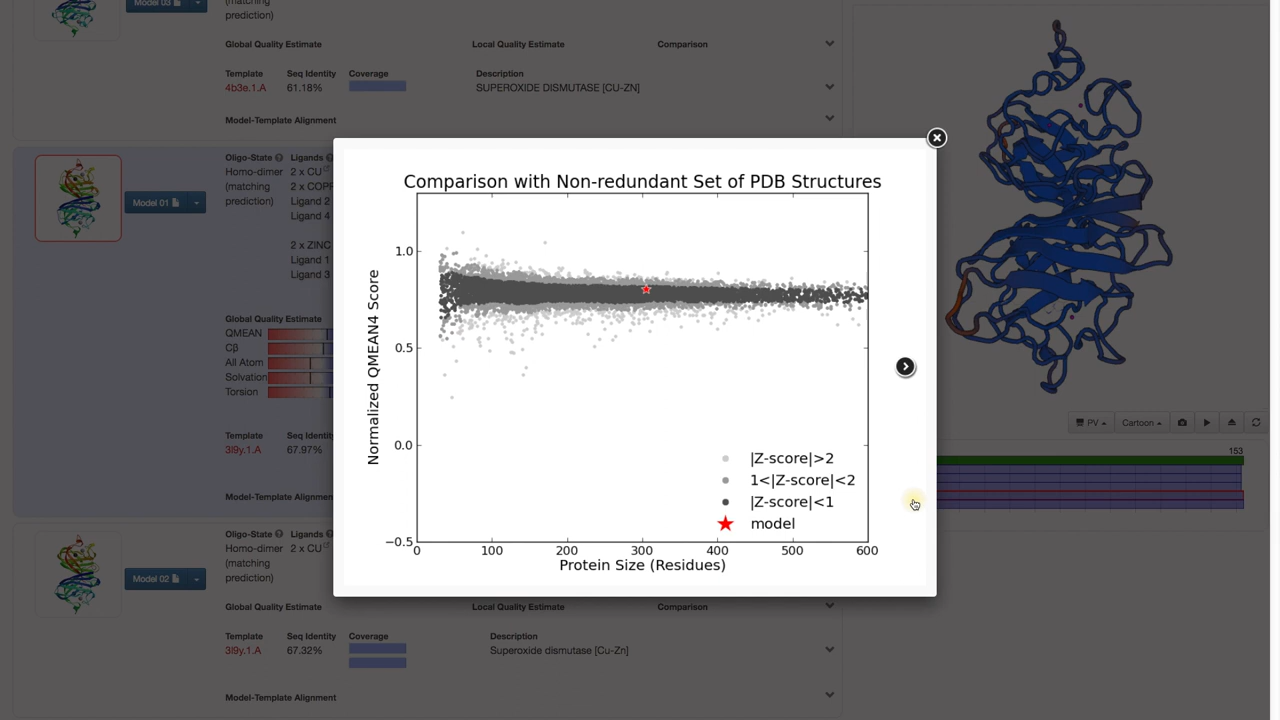 Model 03
(matching
prediction)
Global Quality Estimate Local Quality Estimate Comparison
Template Seq Identity Coverage Description
4b3e.1.A 61.18% SUPEROXIDE DISMUTASE [CU-ZN]
Model-Template Alignment
Oligo-State Ligands
Homo-dimer 2 x CU
(matching 2 x COPP
prediction) Ligand 2
Ligand 4
Model 01
2 x ZINC
Ligand 1
Ligand 3
Global Quality Estimate
QMEAN
Cβ
All Atom
Solvation
Torsion
Template Seq Identity
3l9y.1.A 67.97%
Model-Template Alignment
Comparison with Non-redundant Set of PDB Structures
Normalized QMEAN4 Score
1.0
0.5
0.0
−0.5
|Z-score|>2
1<|Z-score|<2
|Z-score|<1
model
0 100 200 300 400 500 600
Protein Size (Residues)
PV Cartoon
153
Oligo-State Ligands
Homo-dimer 2 x CU
(matching
prediction)
Model 02
Global Quality Estimate Local Quality Estimate Comparison
Template Seq Identity Coverage Description
3l9y.1.A 67.32% Superoxide dismutase [Cu-Zn]
Model-Template Alignment